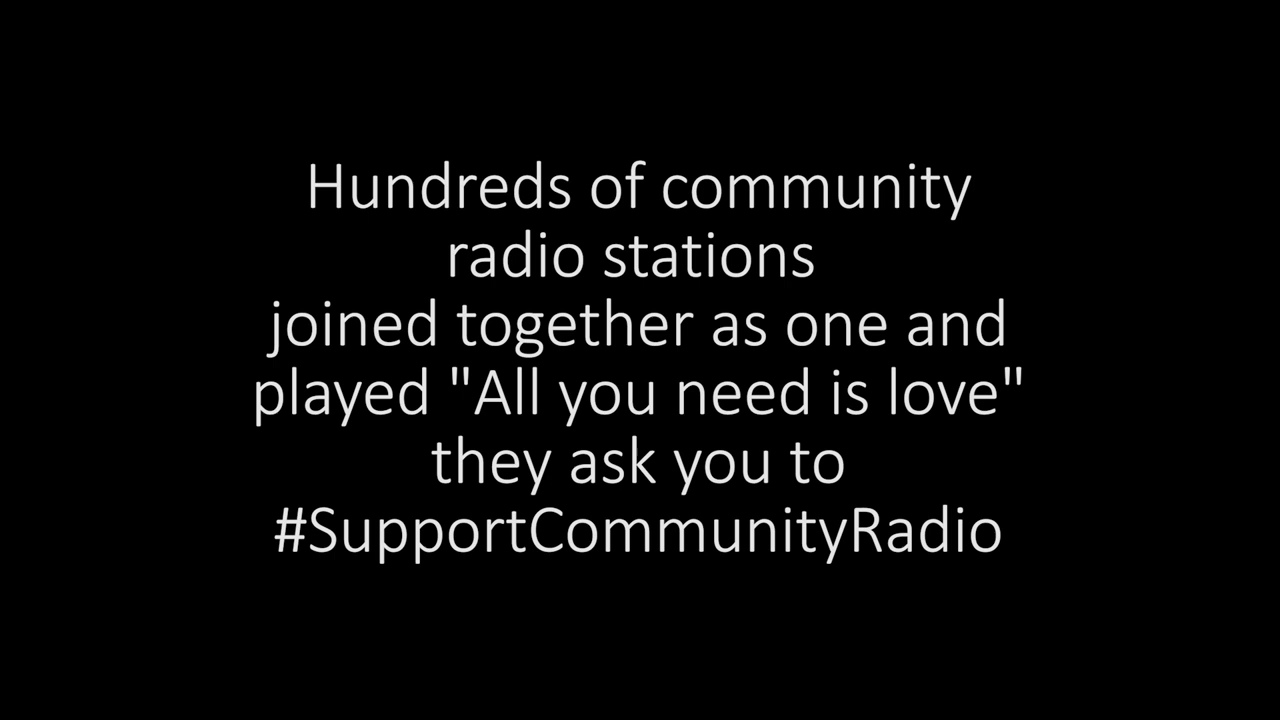 Hundreds of community
radio stations
joined together as one and
played "All you need is love"
they ask you to
#SupportCommunityRadio